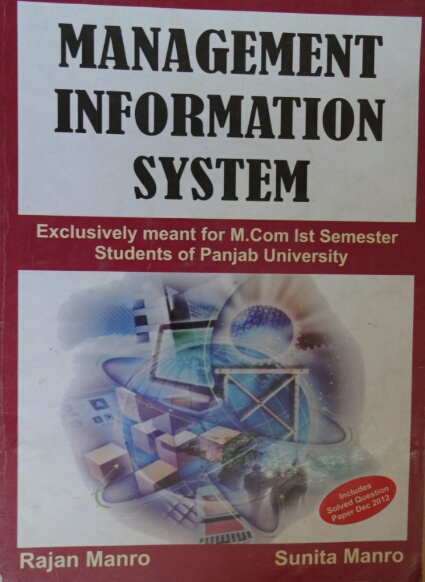 MANAGEMENT
INFORMATION
SYSTEM
Exclusively meant for M.Com Ist Semester
Students of Panjab University
Includes
Solved Question
Paper Dec 2012
Rajan Manro
Sunita Manro